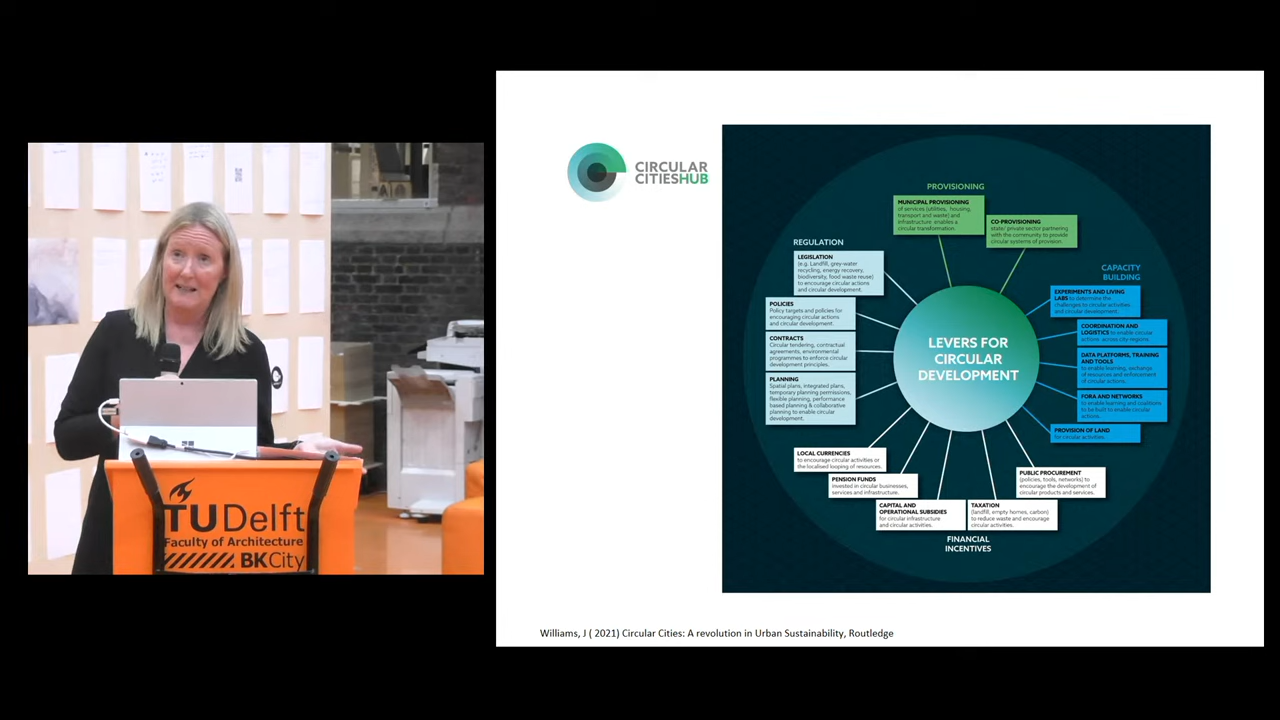 TUDelft
Faculty of Architecture
BKCity
CIRCULAR
CITIESHUB
PROVISIONING
MUNICIPAL PROVISIONING
of services (utilities, housing,
transport and waste) and
infrastructure enables a
circular transformation.
CO-PROVISIONING
state/ private sector partnering
with the community to provide
circular systems of provision.
REGULATION
LEGISLATION
(e.g. Landfill, grey-water
recycling, energy recovery,
biodiversity, food waste reuse)
to encourage circular actions
and circular development.
POLICIES
Policy targets and policies for
encouraging circular actions
and circular development.
CONTRACTS
Circular tendering, contractual
agreements, environmental
programmes to enforce circular
development principles.
PLANNING
Spatial plans, integrated plans,
temporary planning permissions,
flexible planning, performance
based planning & collaborative
planning to enable circular
development.
CAPACITY
BUILDING
EXPERIMENTS AND LIVING
LABS to determine the
challenges to circular activities
and circular development.
COORDINATION AND
LOGISTICS to enable circular
actions across city-regions.
DATA PLATFORMS, TRAINING
AND TOOLS
to enable learning, exchange
of resources and enforcement
of circular actions.
FORA AND NETWORKS
to enable learning and coalitions
to be built to enable circular
actions.
PROVISION OF LAND
for circular activities.
LEVERS FOR
CIRCULAR
DEVELOPMENT
LOCAL CURRENCIES
to encourage circular activities or
the localised looping of resources.
PENSION FUNDS
invested in circular businesses,
services and infrastructure.
CAPITAL AND
OPERATIONAL SUBSIDIES
for circular infrastructure
and circular activities.
TAXATION
(landfill, empty homes, carbon)
to reduce waste and encourage
circular activities.
PUBLIC PROCUREMENT
(policies, tools, networks) to
encourage the development of
circular products and services.
FINANCIAL
INCENTIVES
Williams, J ( 2021) Circular Cities: A revolution in Urban Sustainability, Routledge